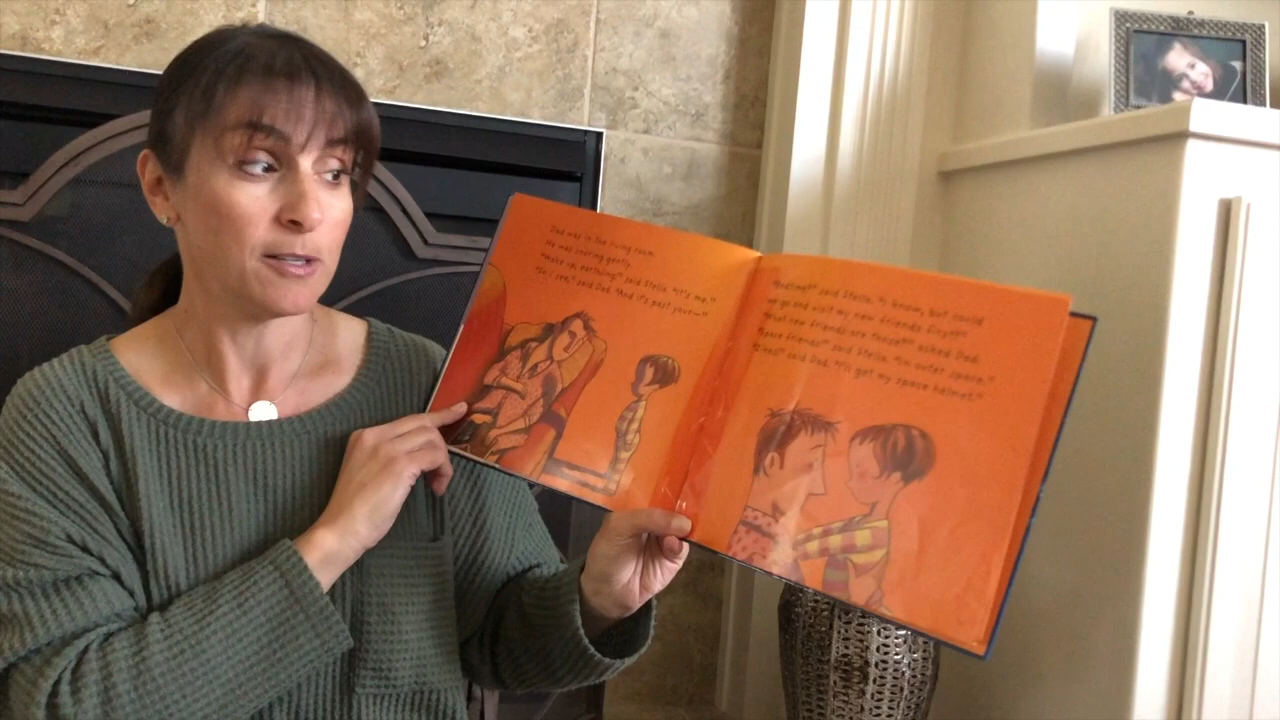 Dad was in the living room.
He was snoring gently.
"Wake up, earthling!" said Stella. "It's me."
"So I see," said Dad. "And it's past your—"
"Bedtime!" said Stella. "I know, but could
we go and visit my new friends first?"
"What new friends are those?" asked Dad.
"Space friends!" said Stella. "In outer space."
said Dad. "I'll get my space helmet."